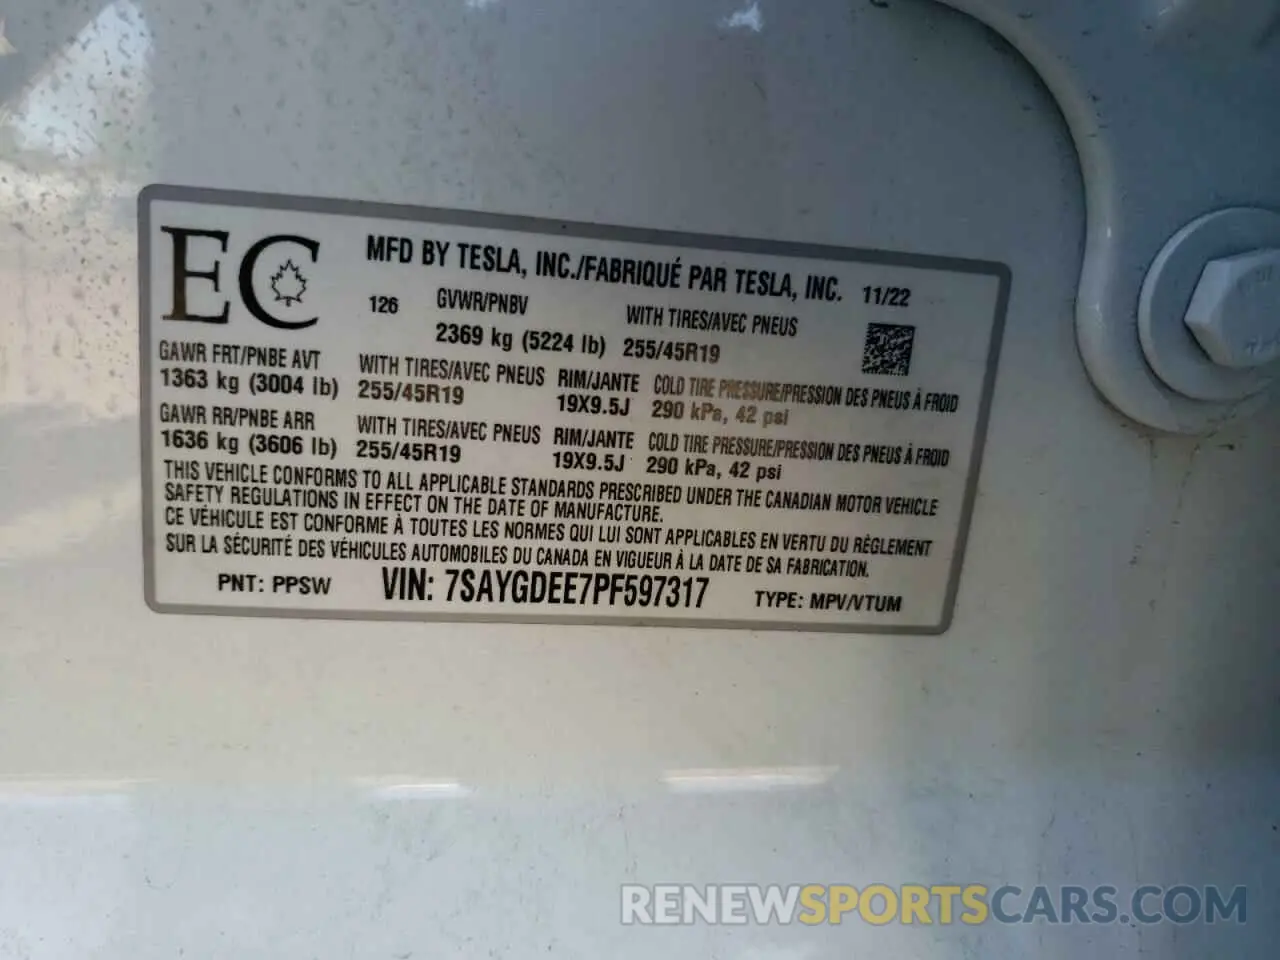 EC
MFD BY TESLA, INC./FABRIQUÉ PAR TESLA, INC. 11/22
126 GVWR/PNBV WITH TIRES/AVEC PNEUS
2369 kg (5224 lb) 255/45R19
GAWR FRT/PNBE AVT WITH TIRES/AVEC PNEUS RIM/JANTE COLD TIRE PRESSURE/PRESSION DES PNEUS À FROID
1363 kg (3004 lb) 255/45R19 19X9.5J 290 kPa, 42 psi
GAWR RR/PNBE ARR WITH TIRES/AVEC PNEUS RIM/JANTE COLD TIRE PRESSURE/PRESSION DES PNEUS À FROID
1636 kg (3606 lb) 255/45R19 19X9.5J 290 kPa, 42 psi
THIS VEHICLE CONFORMS TO ALL APPLICABLE STANDARDS PRESCRIBED UNDER THE CANADIAN MOTOR VEHICLE
SAFETY REGULATIONS IN EFFECT ON THE DATE OF MANUFACTURE.
CE VÉHICULE EST CONFORME À TOUTES LES NORMES QUI LUI SONT APPLICABLES EN VERTU DU RÈGLEMENT
SUR LA SÉCURITÉ DES VÉHICULES AUTOMOBILES DU CANADA EN VIGUEUR À LA DATE DE SA FABRICATION.
PNT: PPSW VIN: 7SAYGDEE7PF597317 TYPE: MPV/VTUM
RENEWSPORTSCARS.COM